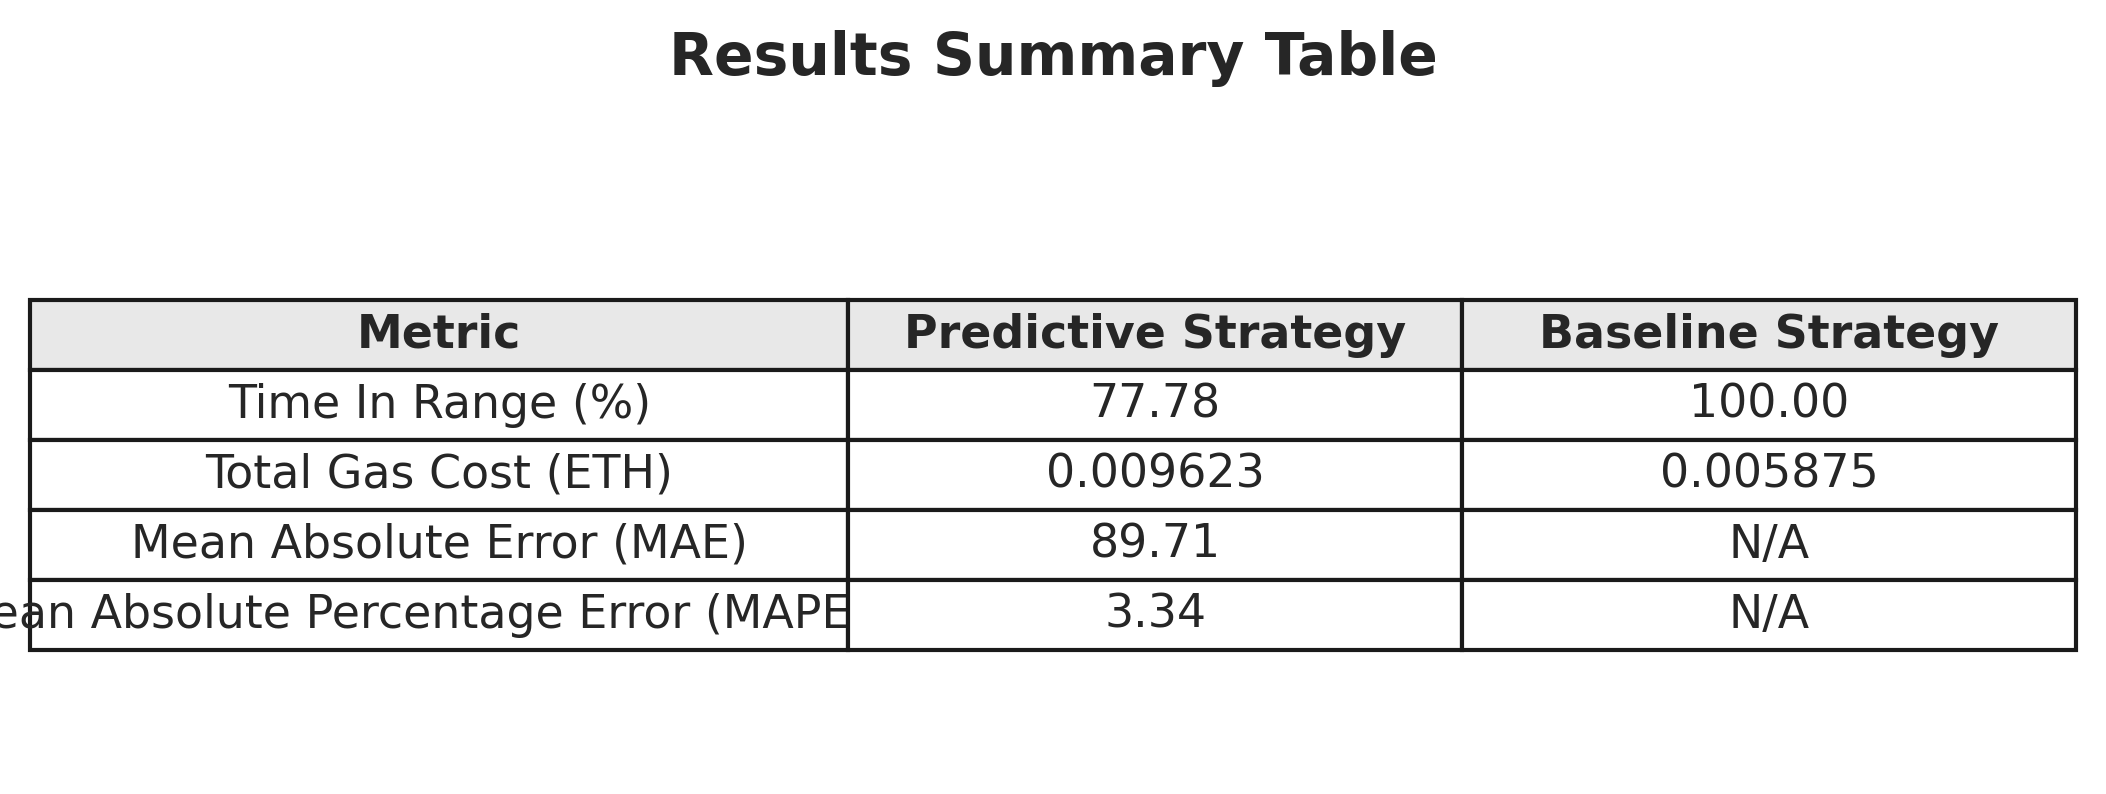 Results Summary Table
Metric Predictive Strategy Baseline Strategy
Time In Range (%) 77.78 100.00
Total Gas Cost (ETH) 0.009623 0.005875
Mean Absolute Error (MAE) 89.71 N/A
ean Absolute Percentage Error (MAPE 3.34 N/A